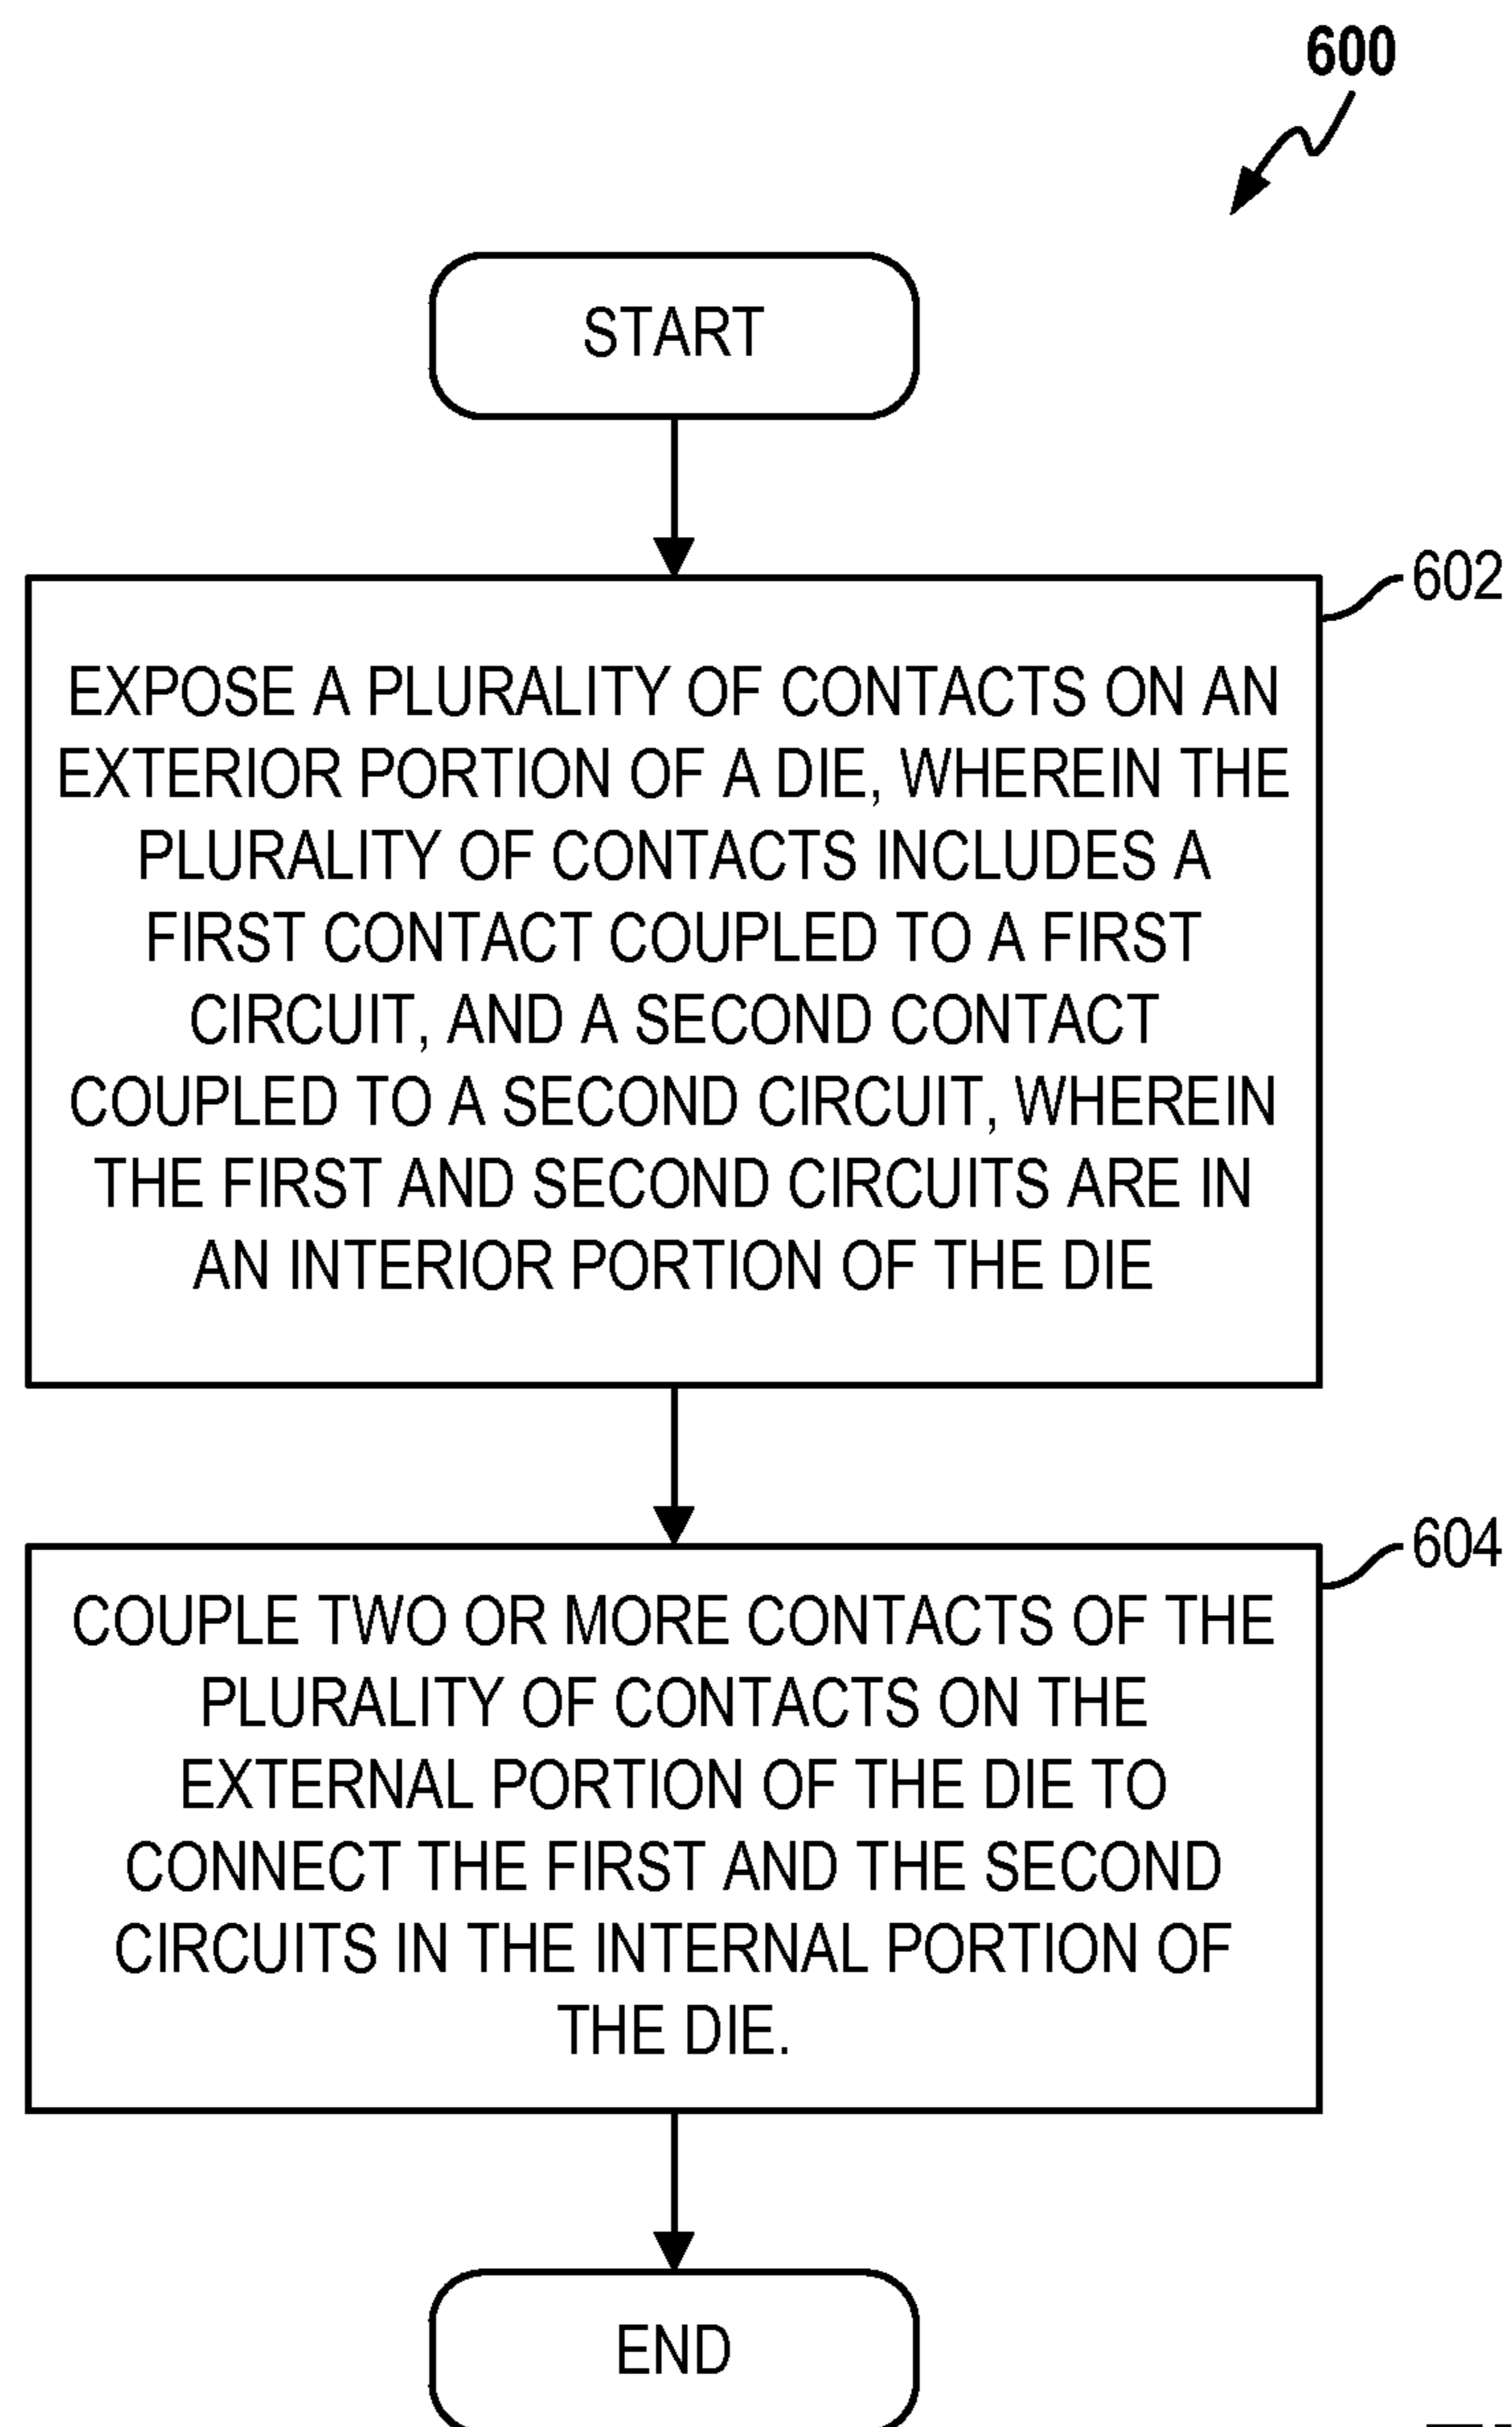 600
START
602
EXPOSE A PLURALITY OF CONTACTS ON AN
EXTERIOR PORTION OF A DIE, WHEREIN THE
PLURALITY OF CONTACTS INCLUDES A
FIRST CONTACT COUPLED TO A FIRST
CIRCUIT, AND A SECOND CONTACT
COUPLED TO A SECOND CIRCUIT, WHEREIN
THE FIRST AND SECOND CIRCUITS ARE IN
AN INTERIOR PORTION OF THE DIE
604
COUPLE TWO OR MORE CONTACTS OF THE
PLURALITY OF CONTACTS ON THE
EXTERNAL PORTION OF THE DIE TO
CONNECT THE FIRST AND THE SECOND
CIRCUITS IN THE INTERNAL PORTION OF
THE DIE.
END